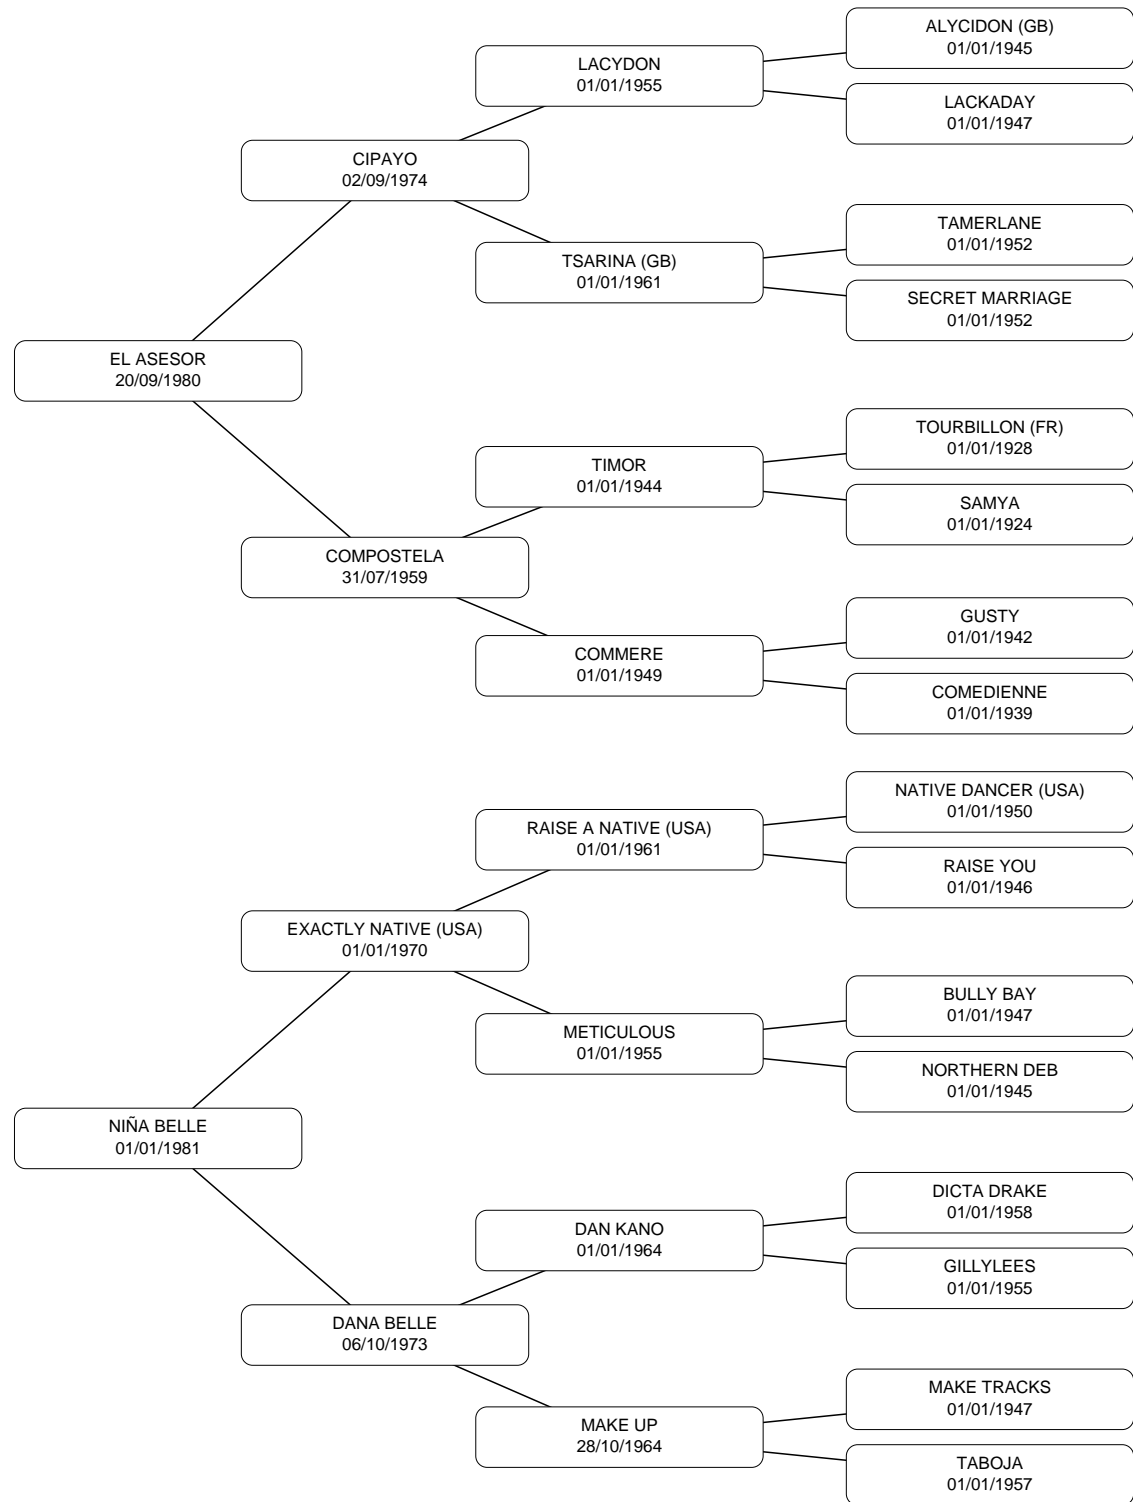 ALYCIDON (GB)
01/01/1945
LACYDON
01/01/1955
LACKADAY
01/01/1947
CIPAYO
02/09/1974
TAMERLANE
01/01/1952
TSARINA (GB)
01/01/1961
SECRET MARRIAGE
01/01/1952
EL ASESOR
20/09/1980
TOURBILLON (FR)
01/01/1928
TIMOR
01/01/1944
SAMYA
01/01/1924
COMPOSTELA
31/07/1959
GUSTY
01/01/1942
COMMERE
01/01/1949
COMEDIENNE
01/01/1939
NATIVE DANCER (USA)
01/01/1950
RAISE A NATIVE (USA)
01/01/1961
RAISE YOU
01/01/1946
EXACTLY NATIVE (USA)
01/01/1970
BULLY BAY
01/01/1947
METICULOUS
01/01/1955
NORTHERN DEB
01/01/1945
NIÑA BELLE
01/01/1981
DICTA DRAKE
01/01/1958
DAN KANO
01/01/1964
GILLYLEES
01/01/1955
DANA BELLE
06/10/1973
MAKE TRACKS
01/01/1947
MAKE UP
28/10/1964
TABOJA
01/01/1957